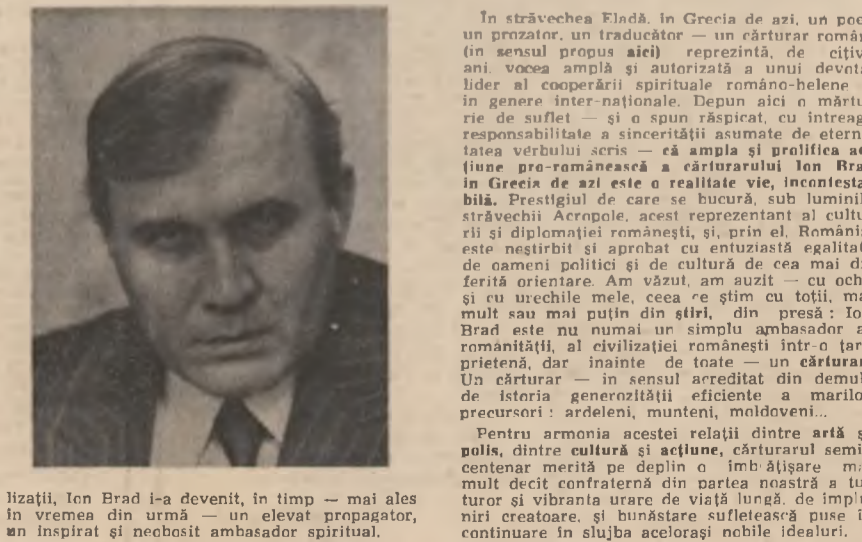 lizații, Ion Brad i-a devenit, în timp — mai ales
în vremea din urmă — un elevat propagator,
un inspirat și neobosit ambasador spiritual.
În străvechea Eladă, în Grecia de azi, un poe
un prozator, un traducător — un cărturar român
(în sensul propus aici) reprezintă, de cîțiv
ani, vocea amplă și autorizată a unui devota
lider al cooperării spirituale româno-helene
în genere inter-naționale. Depun aici o mărtu
rie de suflet — și o spun răspicat, cu întreag
responsabilitate a sincerității asumate de etern
tatea verbului scris — că ampla și prolifica ac
țiune pro-românească a cărturarului Ion Bra
în Grecia de azi este o realitate vie, incontesta
bilă. Prestigiul de care se bucură, sub luminil
străvechii Acropole, acest reprezentant al cultu
rii și diplomației românești, și, prin el, Români
este neștirbit și aprobat cu entuziastă egalitat
de oameni politici și de cultură de cea mai di
ferită orientare. Am văzut, am auzit — cu och
și cu urechile mele, ceea ce știm cu toții, ma
mult sau mai puțin din știri, din presă : Io
Brad este nu numai un simplu ambasador a
romanității, al civilizației românești într-o țar
prietenă, dar înainte de toate — un cărturar
Un cărturar — în sensul acreditat din demul
de istoria generozității eficiente a marilo
precursori : ardeleni, munteni, moldoveni...
Pentru armonia acestei relații dintre artă ș
polis, dintre cultură și acțiune, cărturarul semi
centenar merită pe deplin o îmbrățișare ma
mult decît confraternă din partea noastră a tu
turor și vibranta urare de viață lungă, de împli
niri creatoare, și bunăstare sufletească puse î
continuare în slujba acelorași nobile idealuri.